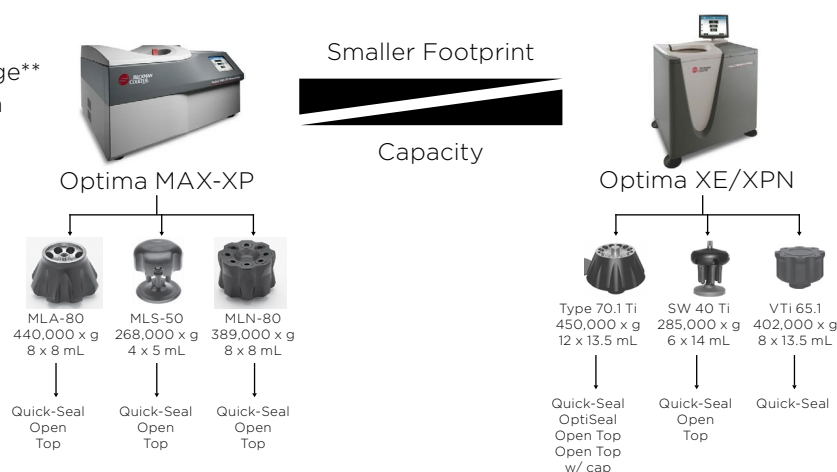 ge**
Smaller Footprint
Capacity
BECKMAN
COULTER
Optima MAX-XP
Optima XE/XPN
MLA-80
440,000 x g
8 x 8 mL
MLS-50
268,000 x g
4 x 5 mL
MLN-80
389,000 x g
8 x 8 mL
Type 70.1 Ti
450,000 x g
12 x 13.5 mL
SW 40 Ti
285,000 x g
6 x 14 mL
VTi 65.1
402,000 x g
8 x 13.5 mL
Quick-Seal
Open
Top
Quick-Seal
Open
Top
Quick-Seal
Open
Top
Quick-Seal
OptiSeal
Open Top
Open Top
w/ cap
Quick-Seal
Open
Top
Quick-Seal